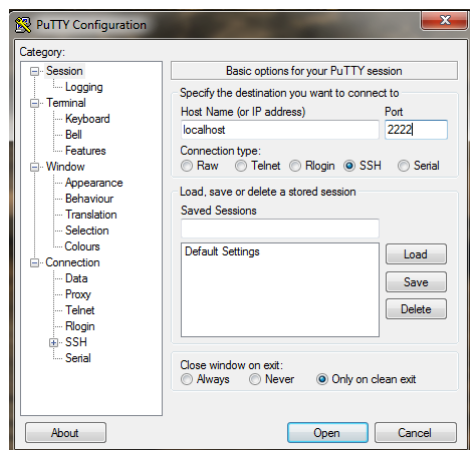 PuTTY Configuration
Category:
Session
Logging
Terminal
Keyboard
Bell
Features
Window
Appearance
Behaviour
Translation
Selection
Colours
Connection
Data
Proxy
Telnet
Rlogin
SSH
Serial
Basic options for your PuTTY session
Specify the destination you want to connect to
Host Name (or IP address) Port
localhost 2222
Connection type:
Raw Telnet Rlogin SSH Serial
Load, save or delete a stored session
Saved Sessions
Default Settings
Load
Save
Delete
Close window on exit:
Always Never Only on clean exit
About Open Cancel